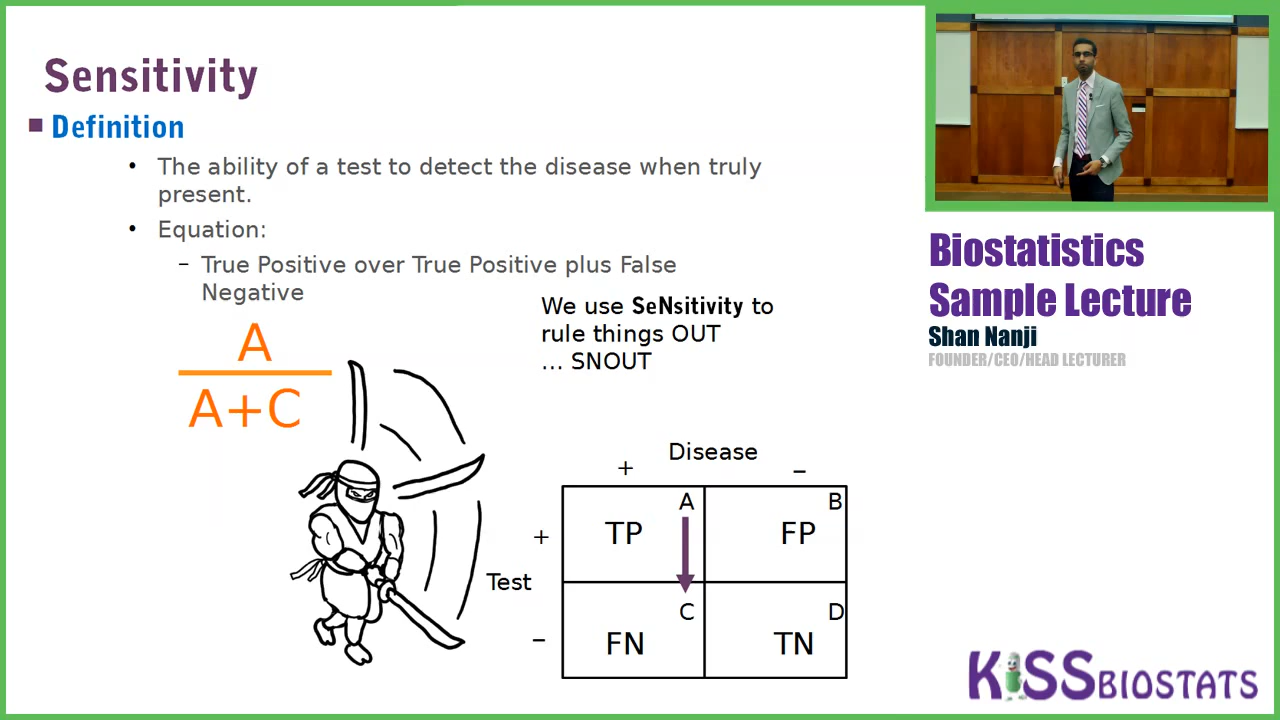 Sensitivity
Definition
• The ability of a test to detect the disease when truly
present.
• Equation:
– True Positive over True Positive plus False
Negative
A
A+C
We use SeNsitivity to
rule things OUT
... SNOUT
Disease
+ –
A B
+ TP FP
Test
C D
– FN TN
Biostatistics
Sample Lecture
Shan Nanji
FOUNDER/CEO/HEAD LECTURER
KiSSBIOSTATS